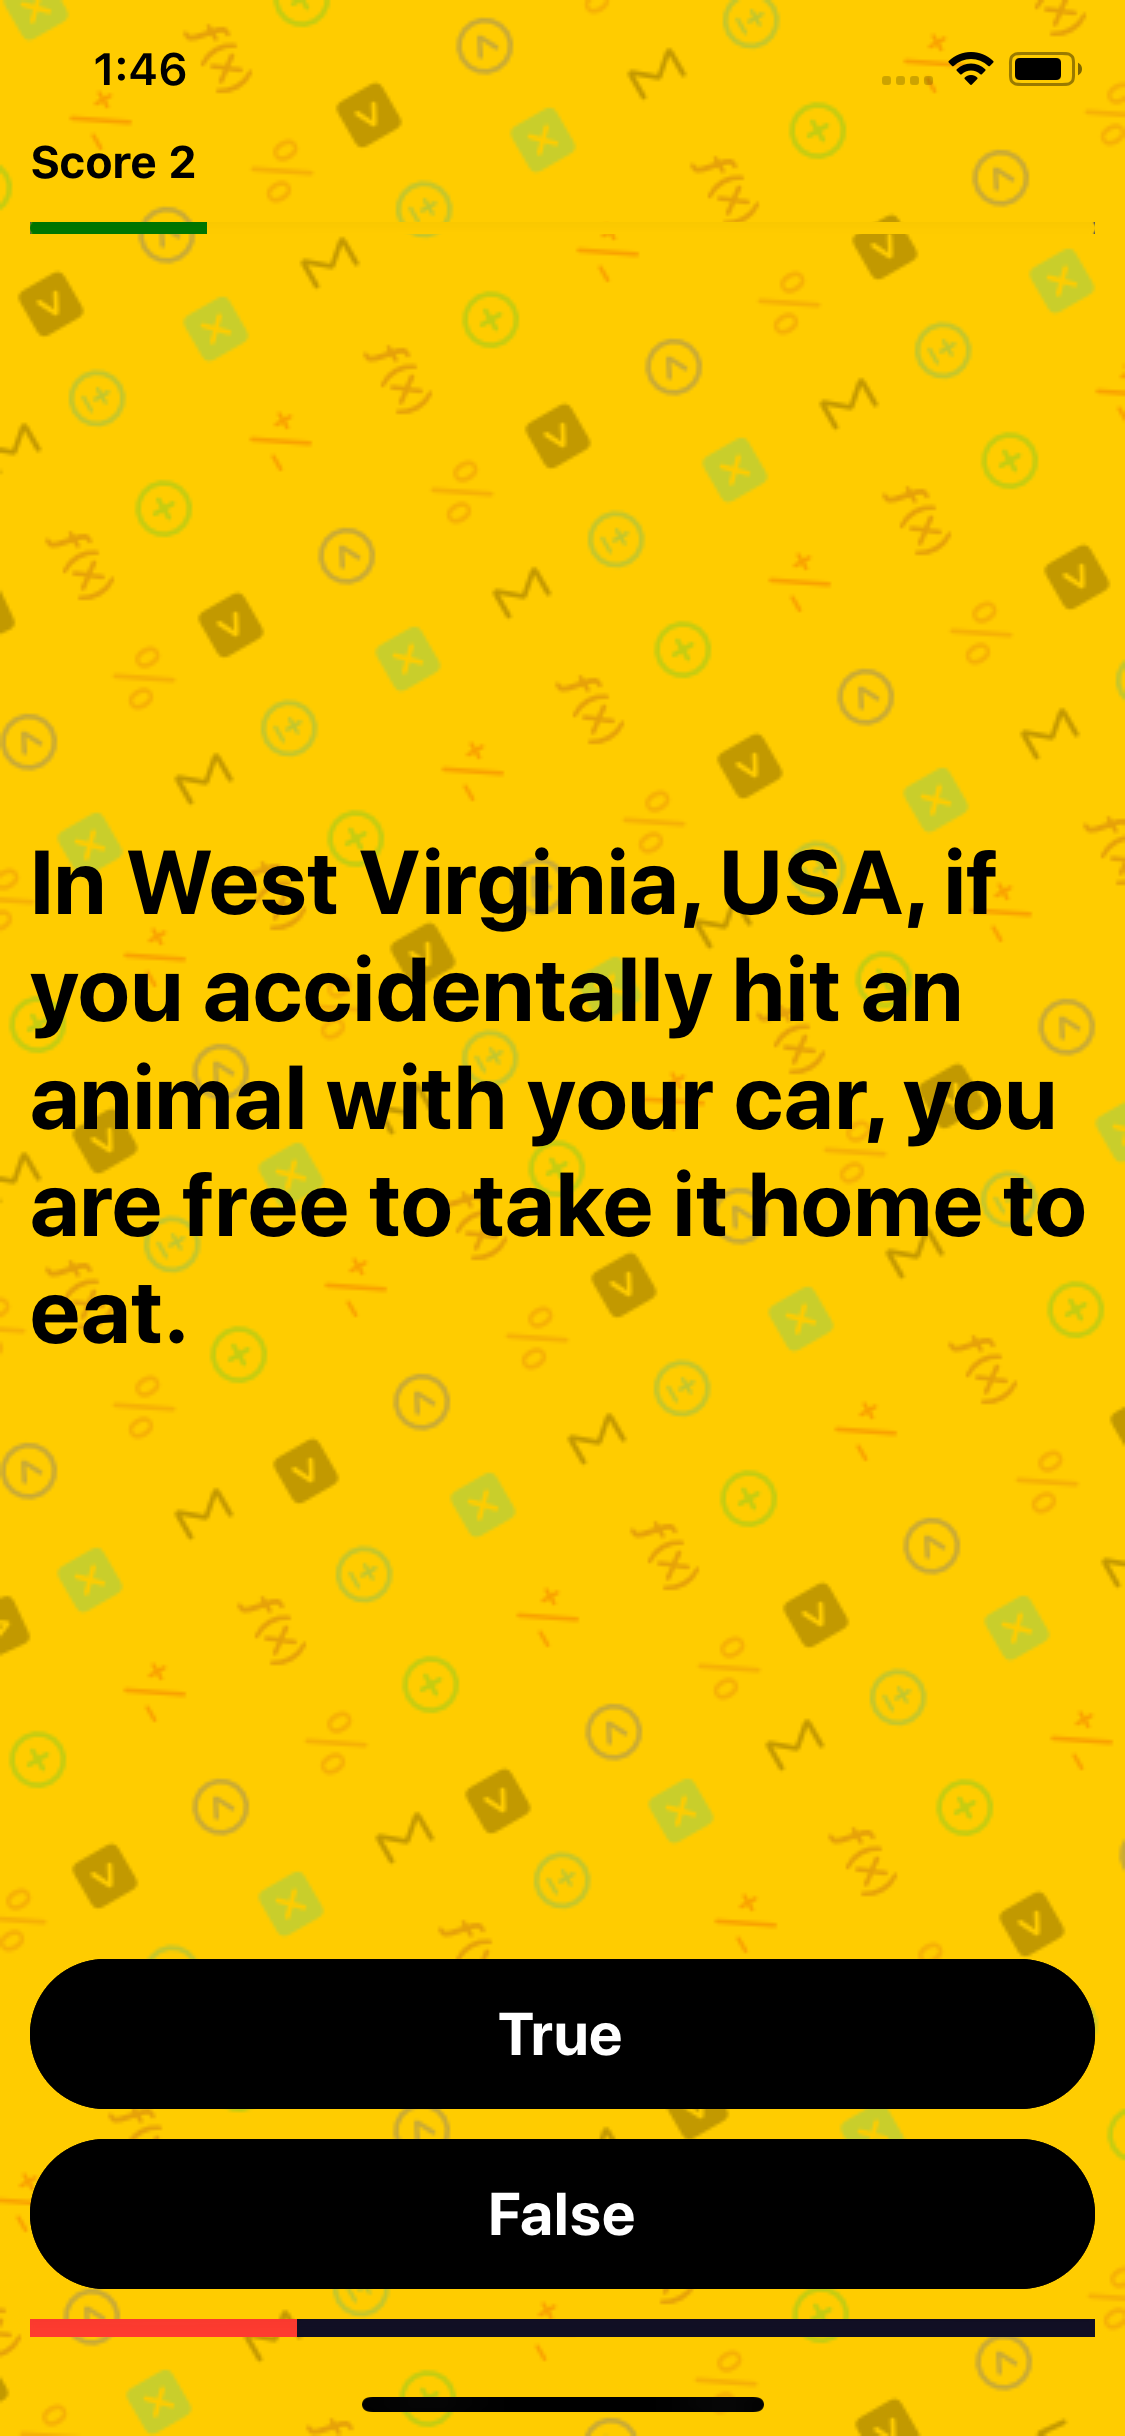 1:46
Score 2
In West Virginia, USA, if
you accidentally hit an
animal with your car, you
are free to take it home to
eat.
True
False